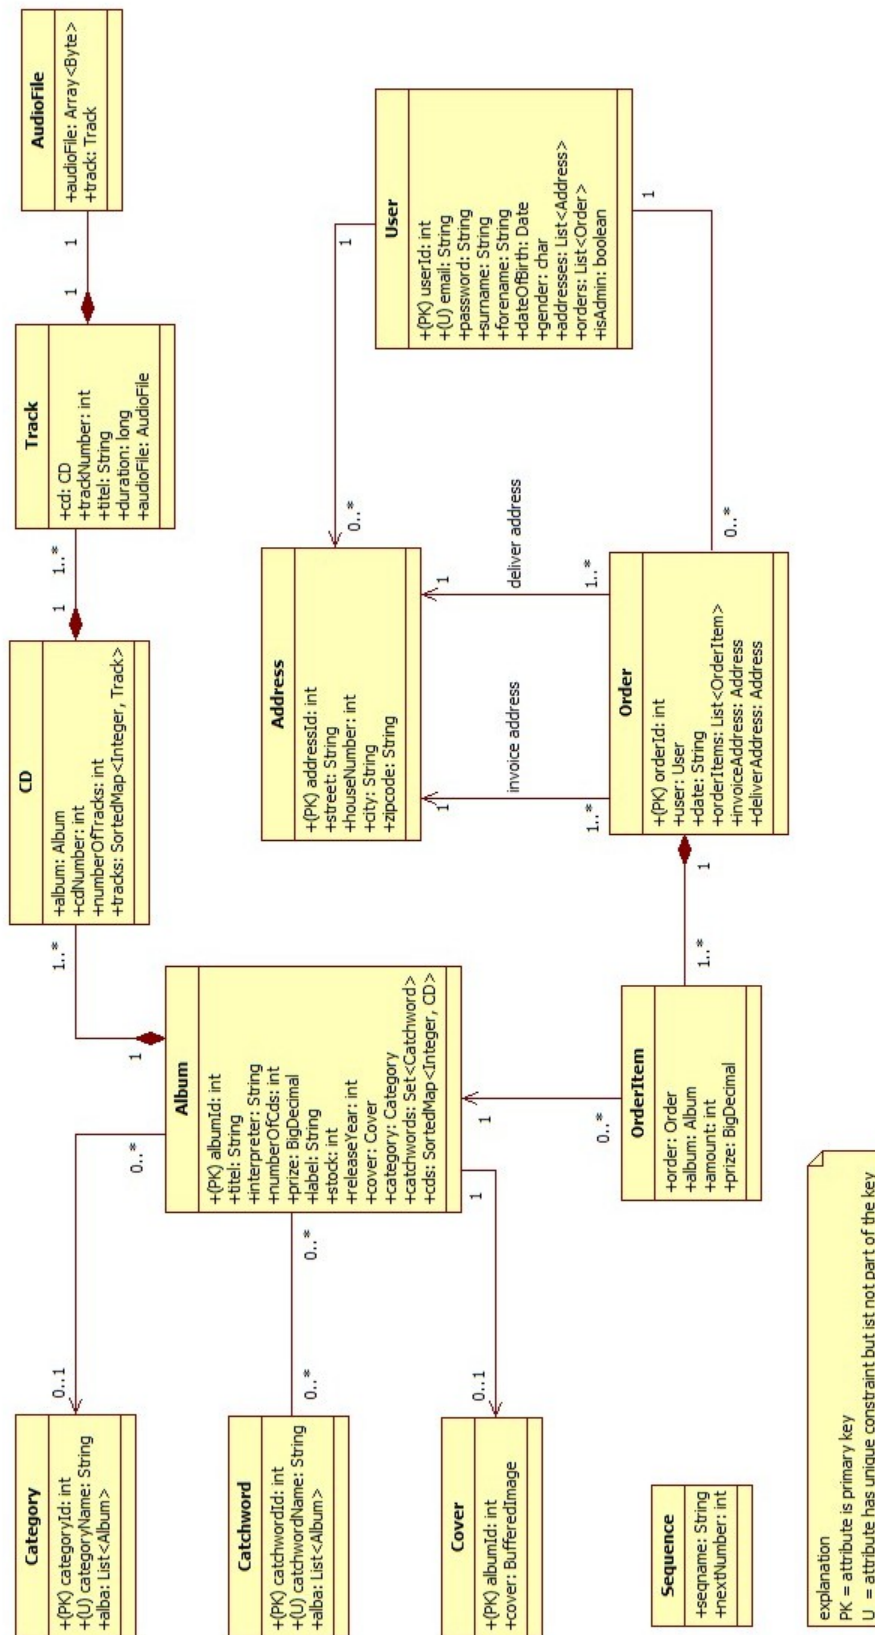 Category
+(PK) categoryId: int
+(U) categoryName: String
+alba: List<Album>
0..1
0..*
Catchword
+(PK) catchwordId: int
+(U) catchwordName: String
+alba: List<Album>
0..*
0..*
Cover
+(PK) albumId: int
+cover: BufferedImage
0..1
1
Sequence
+seqname: String
+nextNumber: int
explanation
PK = attribute is primary key
U = attribute has unique constraint but ist not part of the key
Album
+(PK) albumId: int
+titel: String
+interpreter: String
+numberOfCds: int
+prize: BigDecimal
+label: String
+stock: int
+releaseYear: int
+cover: Cover
+category: Category
+catchwords: Set<Catchword>
+cds: SortedMap<Integer, CD>
1
1..*
1
0..*
OrderItem
+order: Order
+album: Album
+amount: int
+prize: BigDecimal
1..*
1
CD
+album: Album
+cdNumber: int
+numberOfTracks: int
+tracks: SortedMap<Integer, Track>
1
1..*
Address
+(PK) addressId: int
+street: String
+houseNumber: int
+city: String
+zipcode: String
1
invoice address
1..*
1
deliver address
1..*
Order
+(PK) orderId: int
+user: User
+date: String
+orderItems: List<OrderItem>
+invoiceAddress: Address
+deliverAddress: Address
0..*
1
Track
+cd: CD
+trackNumber: int
+titel: String
+duration: long
+audioFile: AudioFile
1
1
0..*
1
User
+(PK) userId: int
+(U) email: String
+password: String
+surname: String
+forename: String
+dateOfBirth: Date
+gender: char
+addresses: List<Address>
+orders: List<Order>
+isAdmin: boolean
AudioFile
+audioFile: Array<Byte>
+track: Track